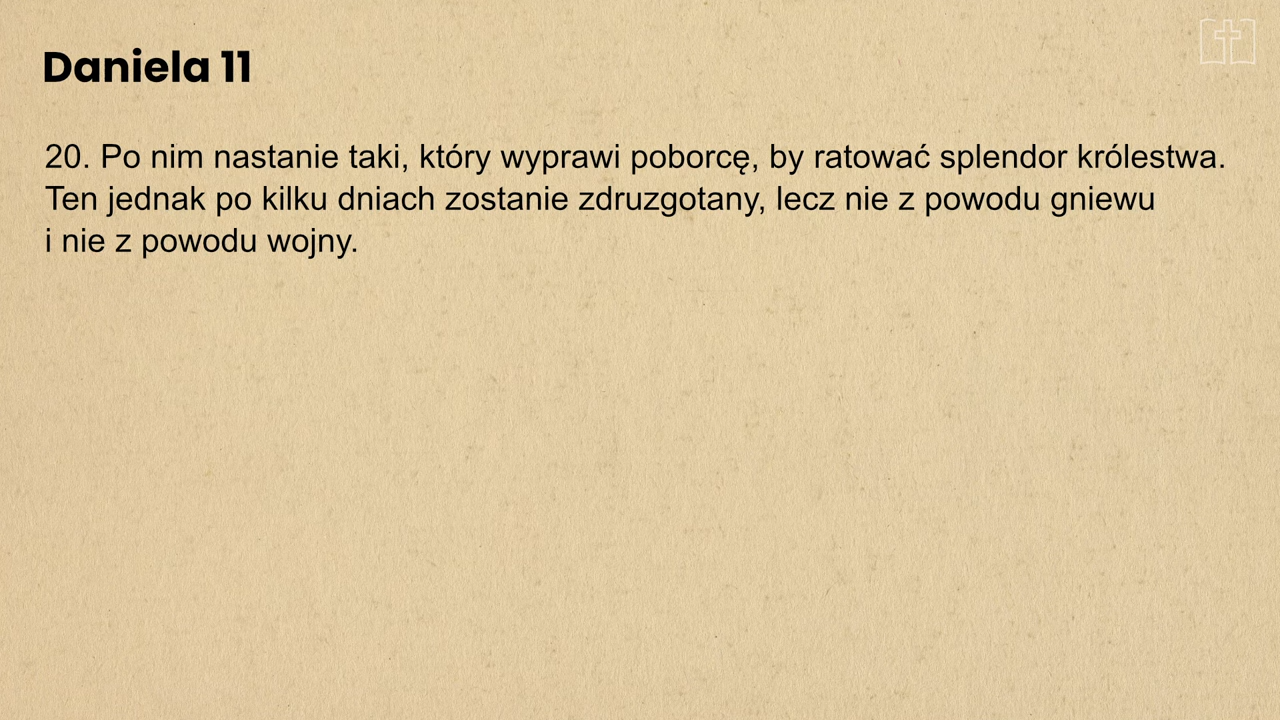 Daniela 11
20. Po nim nastanie taki, który wyprawi poborcę, by ratować splendor królestwa.
Ten jednak po kilku dniach zostanie zdruzgotany, lecz nie z powodu gniewu
i nie z powodu wojny.